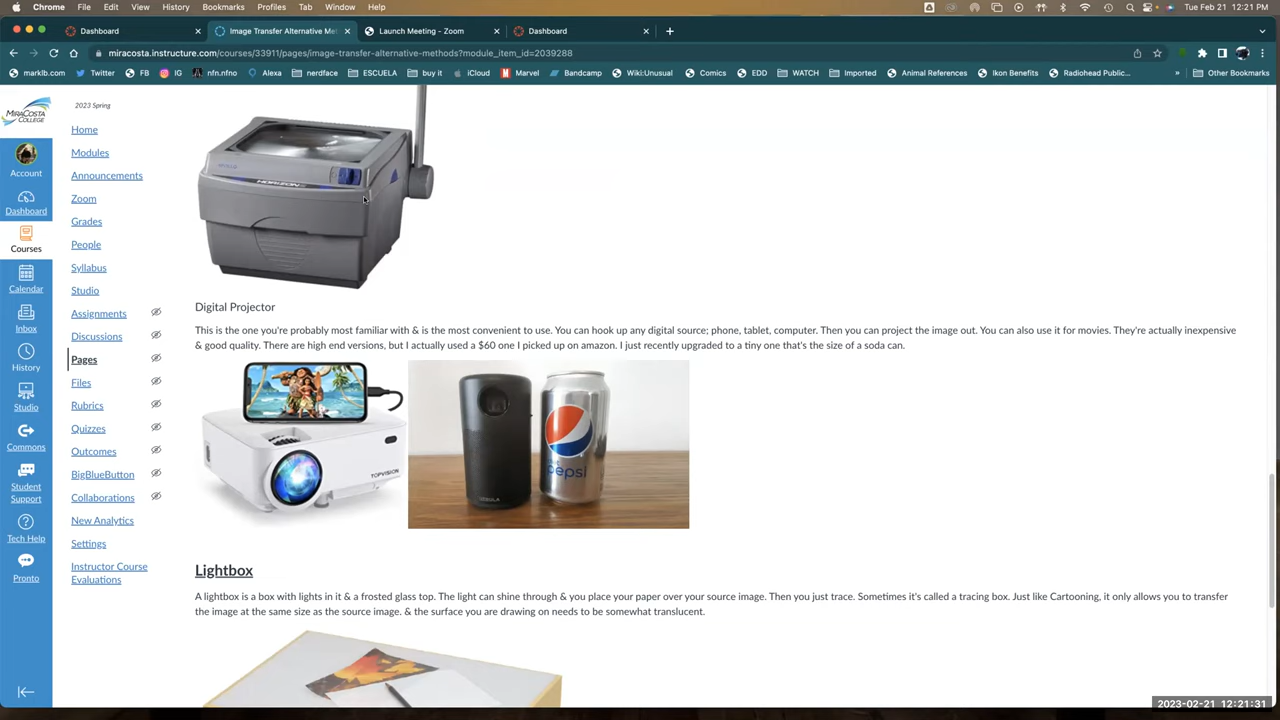 Chrome File Edit View History Bookmarks Profiles Tab Window Help Tue Feb 21 12:21 PM
Dashboard Image Transfer Alternative Me Launch Meeting - Zoom Dashboard
miracosta.instructure.com/courses/33911/pages/image-transfer-alternative-methods?module_item_id=2039288
marklb.com Twitter FB IG nfn.nfno Alexa nerdface ESCUELA buy it iCloud Marvel Bandcamp Wiki:Unusual Comics EDD WATCH Imported Animal References Ikon Benefits Radiohead Public... » Other Bookmarks
MIRACOSTA
COLLEGE
Account
Dashboard
Courses
Calendar
Inbox
History
Studio
Commons
Student
Support
Tech Help
Pronto
2023 Spring
Home
Modules
Announcements
Zoom
Grades
People
Syllabus
Studio
Assignments
Discussions
Pages
Files
Rubrics
Quizzes
Outcomes
BigBlueButton
Collaborations
New Analytics
Settings
Instructor Course
Evaluations
HORIZON
Digital Projector
This is the one you're probably most familiar with & is the most convenient to use. You can hook up any digital source; phone, tablet, computer. Then you can project the image out. You can also use it for movies. They're actually inexpensive
& good quality. There are high end versions, but I actually used a $60 one I picked up on amazon. I just recently upgraded to a tiny one that's the size of a soda can.
TOPVISION
pepsi
Lightbox
A lightbox is a box with lights in it & a frosted glass top. The light can shine through & you place your paper over your source image. Then you just trace. Sometimes it's called a tracing box. Just like Cartooning, it only allows you to transfer
the image at the same size as the source image. & the surface you are drawing on needs to be somewhat translucent.
2023-02-21 12:21:31